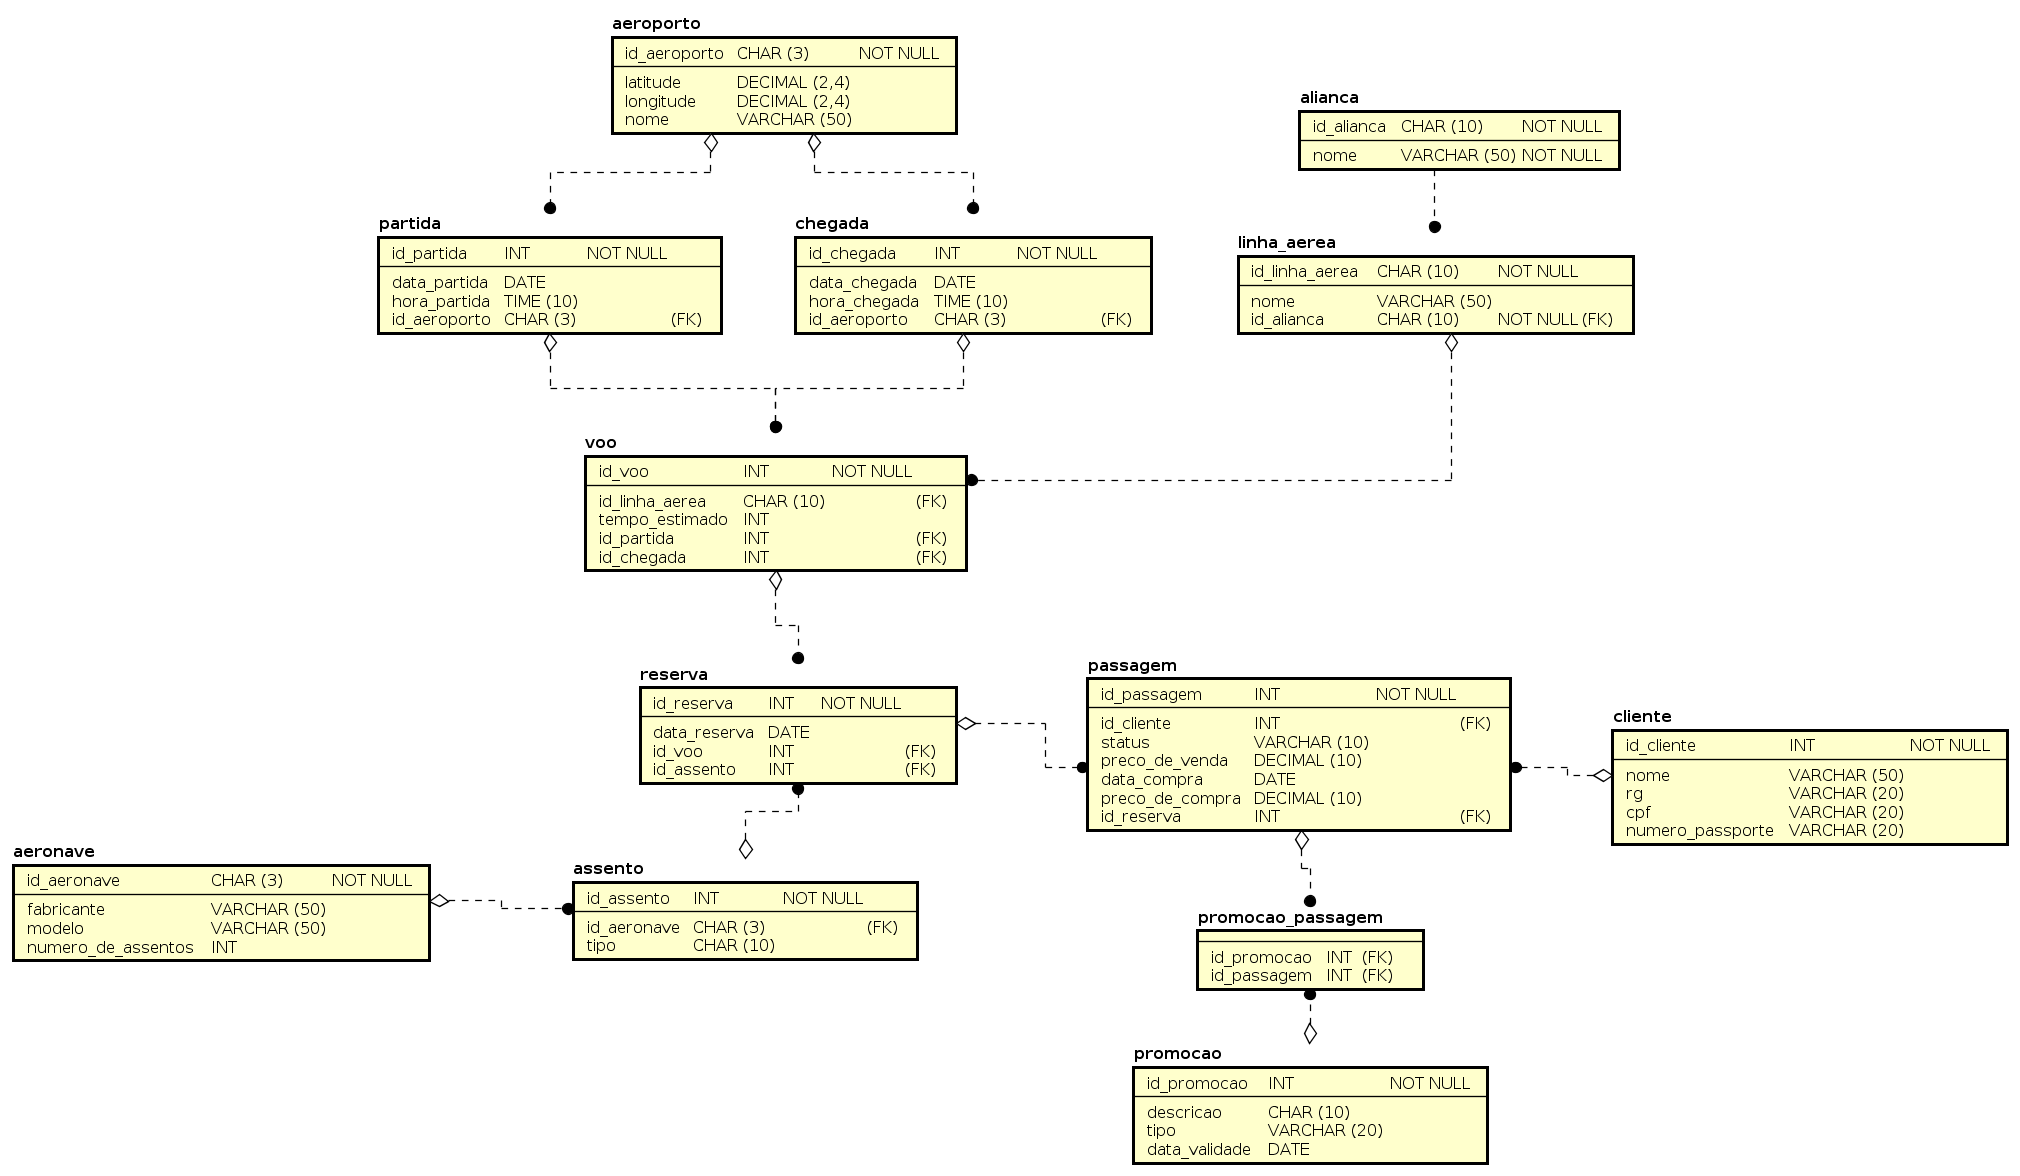 aeroporto
id_aeroporto CHAR (3) NOT NULL
latitude DECIMAL (2,4)
longitude DECIMAL (2,4)
nome VARCHAR (50)
alianca
id_alianca CHAR (10) NOT NULL
nome VARCHAR (50) NOT NULL
partida
id_partida INT NOT NULL
data_partida DATE
hora_partida TIME (10)
id_aeroporto CHAR (3) (FK)
chegada
id_chegada INT NOT NULL
data_chegada DATE
hora_chegada TIME (10)
id_aeroporto CHAR (3) (FK)
linha_aerea
id_linha_aerea CHAR (10) NOT NULL
nome VARCHAR (50)
id_alianca CHAR (10) NOT NULL (FK)
voo
id_voo INT NOT NULL
id_linha_aerea CHAR (10) (FK)
tempo_estimado INT
id_partida INT (FK)
id_chegada INT (FK)
reserva
id_reserva INT NOT NULL
data_reserva DATE
id_voo INT (FK)
id_assento INT (FK)
passagem
id_passagem INT NOT NULL
id_cliente INT (FK)
status VARCHAR (10)
preco_de_venda DECIMAL (10)
data_compra DATE
preco_de_compra DECIMAL (10)
id_reserva INT (FK)
cliente
id_cliente INT NOT NULL
nome VARCHAR (50)
rg VARCHAR (20)
cpf VARCHAR (20)
numero_passporte VARCHAR (20)
aeronave
id_aeronave CHAR (3) NOT NULL
fabricante VARCHAR (50)
modelo VARCHAR (50)
numero_de_assentos INT
assento
id_assento INT NOT NULL
id_aeronave CHAR (3) (FK)
tipo CHAR (10)
promocao_passagem
id_promocao INT (FK)
id_passagem INT (FK)
promocao
id_promocao INT NOT NULL
descricao CHAR (10)
tipo VARCHAR (20)
data_validade DATE